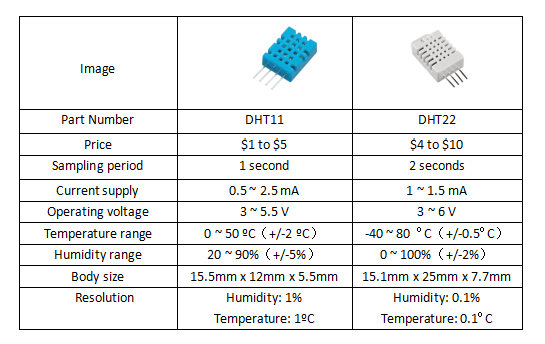 Image
Part Number DHT11 DHT22
Price $1 to $5 $4 to $10
Sampling period 1 second 2 seconds
Current supply 0.5 ~ 2.5 mA 1 ~ 1.5 mA
Operating voltage 3 ~ 5.5 V 3 ~ 6 V
Temperature range 0 ~ 50 ºC（+/-2 ºC） -40 ~ 80 ºC（+/-0.5ºC）
Humidity range 20 ~ 90%（+/-5%） 0 ~ 100%（+/-2%）
Body size 15.5mm x 12mm x 5.5mm 15.1mm x 25mm x 7.7mm
Resolution Humidity: 1% Humidity: 0.1%
Temperature: 1ºC Temperature: 0.1º C